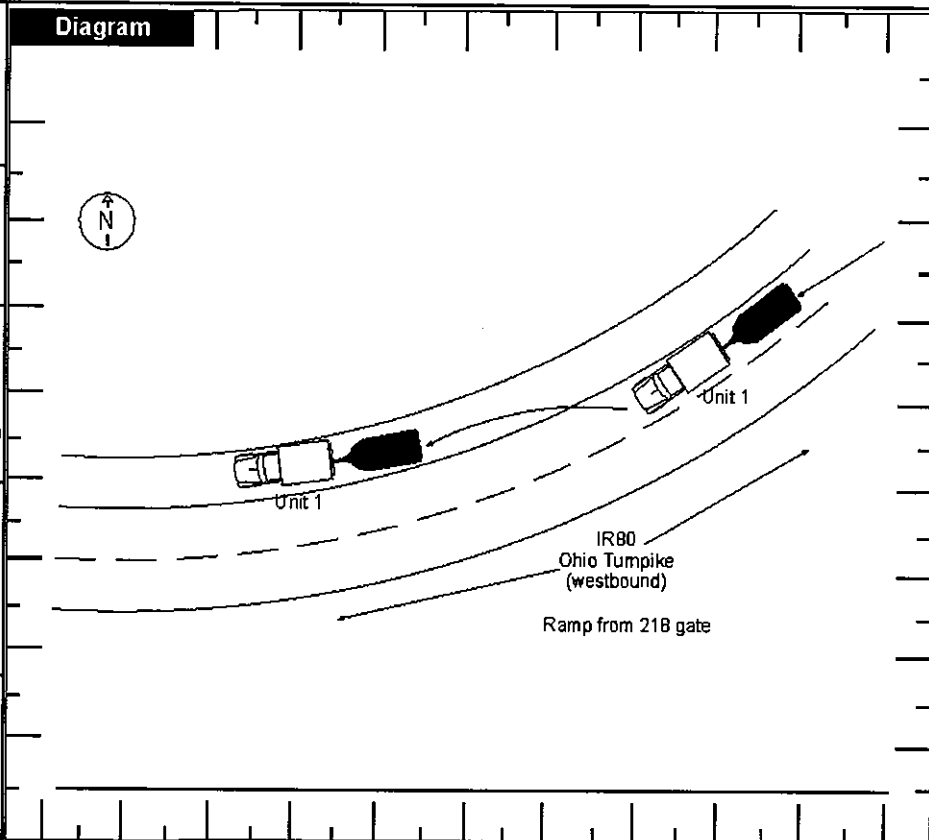 Diagram
N
Unit 1
Unit 1
IR80
Ohio Turnpike
(westbound)
Ramp from 218 gate